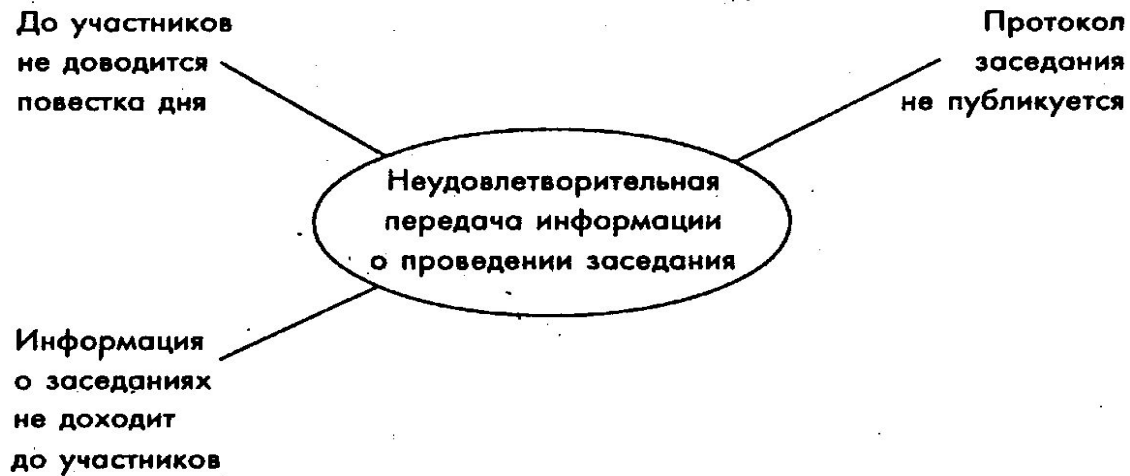 До участников
не доводится
повестка дня
Протокол
заседания
не публикуется
Неудовлетворительная
передача информации
о проведении заседания
Информация
о заседаниях
не доходит
до участников